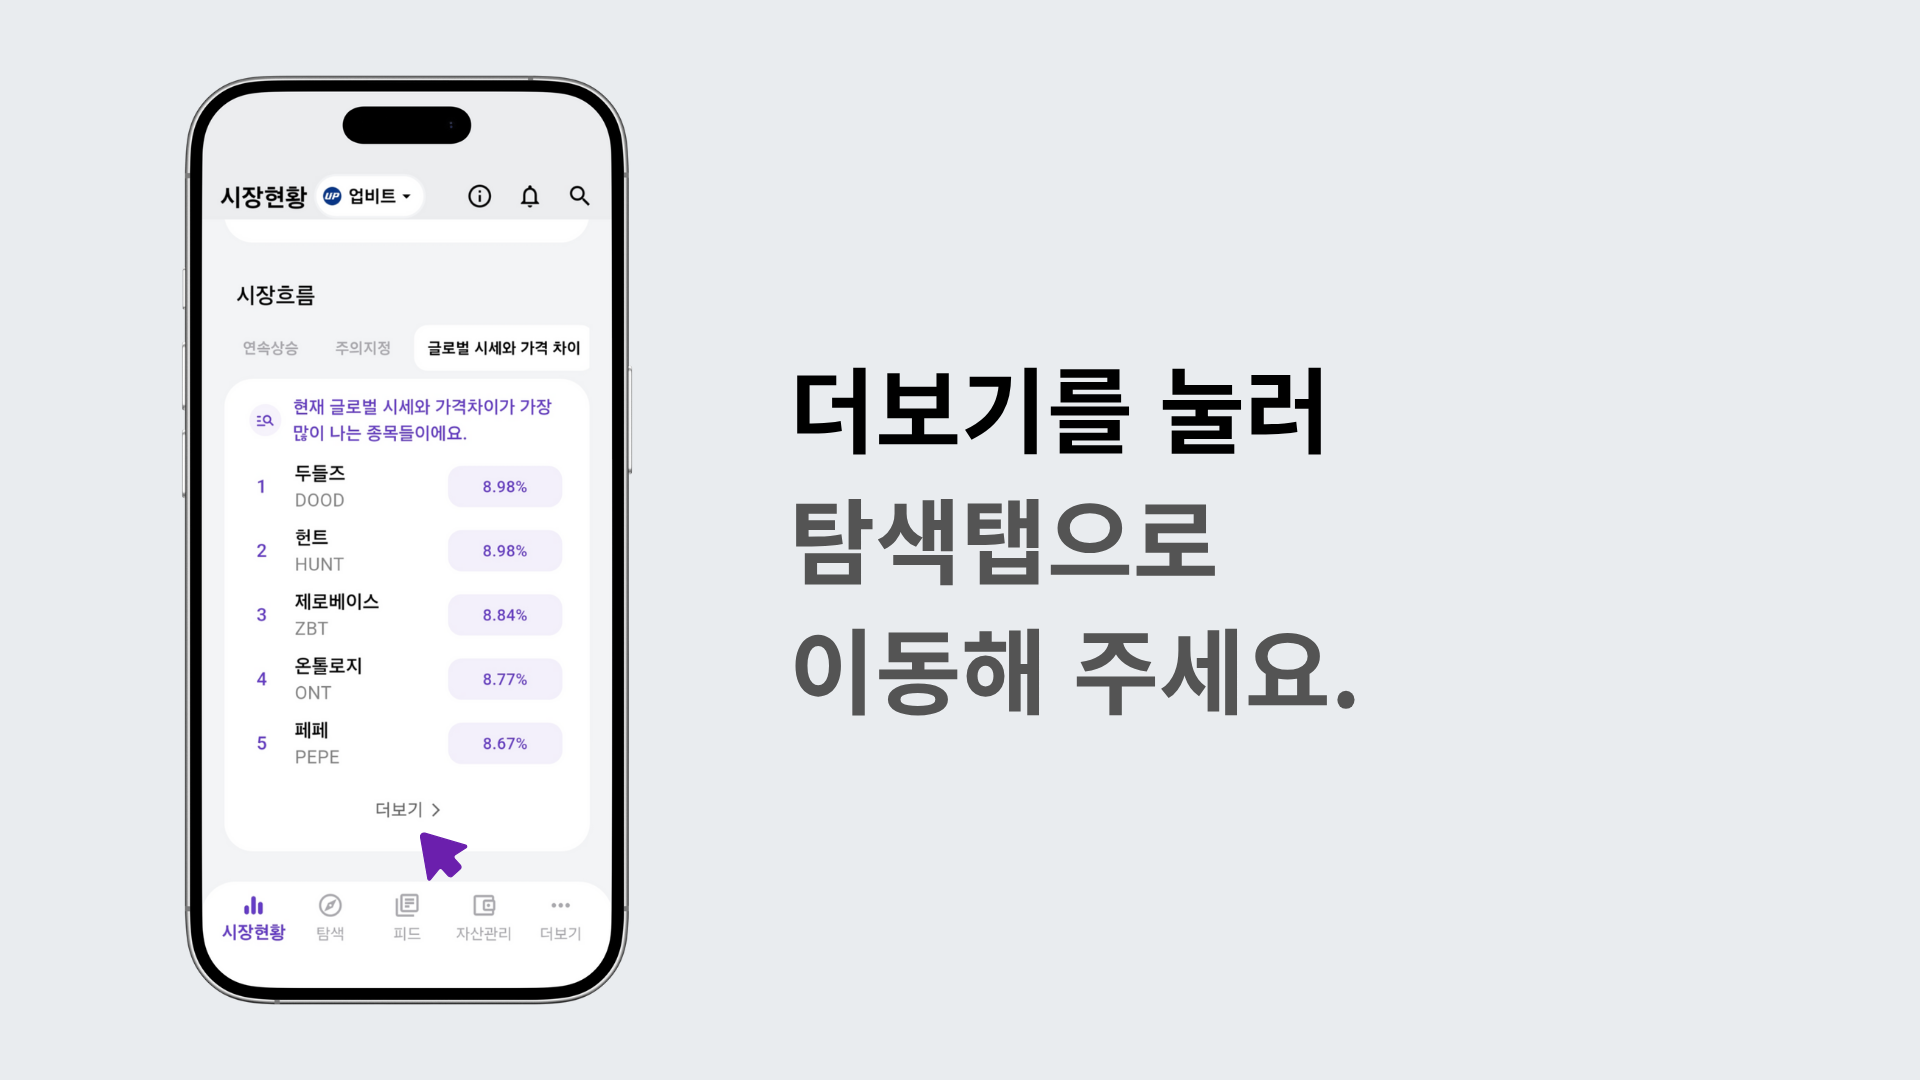 시장현황 UP 업비트
시장흐름
연속상승 주의지정 글로벌 시세와 가격 차이
현재 글로벌 시세와 가격차이가 가장
많이 나는 종목들이에요.
1 두들즈 8.98%
DOOD
2 헌트 8.98%
HUNT
3 제로베이스 8.84%
ZBT
4 온톨로지 8.77%
ONT
5 페페 8.67%
PEPE
더보기
시장현황 탐색 피드 자산관리 더보기
더보기를 눌러
탐색탭으로
이동해 주세요.